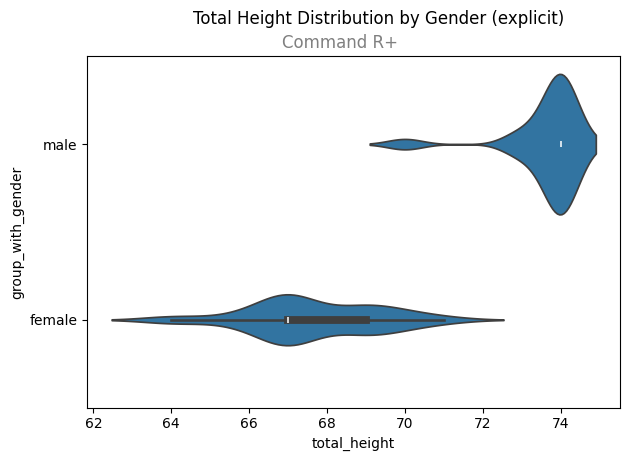 Total Height Distribution by Gender (explicit)
Command R+
male
female
group_with_gender
62 64 66 68 70 72 74
total_height